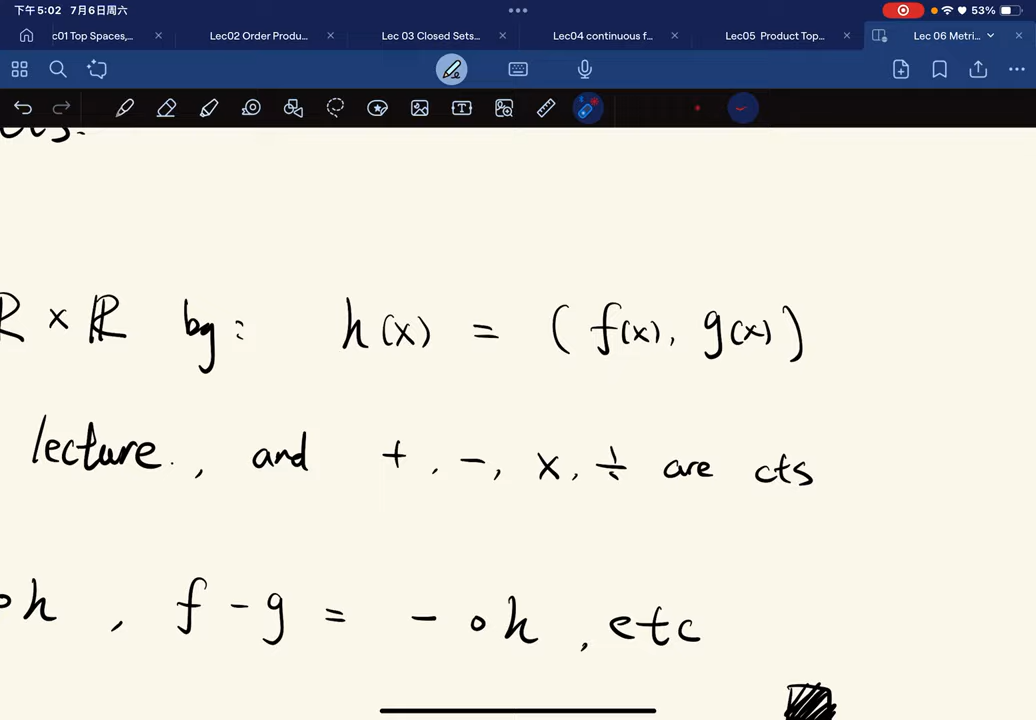 下午5:02 7月6日周六
53%
c01 Top Spaces,... Lec02 Order Produ... Lec 03 Closed Sets... Lec04 continuous f... Lec05 Product Top... Lec 06 Metri...
ℝ × ℝ by: h(x) = (f(x), g(x))
lecture., and +, -, ×, ÷ are cts
∘h, f - g = - ∘ h, etc